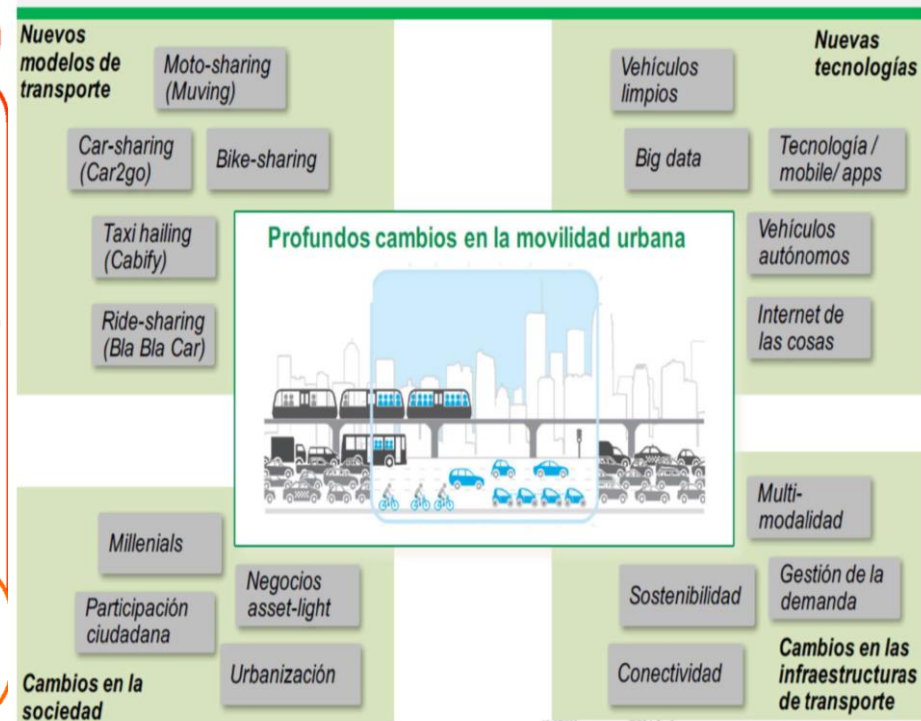 Nuevos
modelos de
transporte
Moto-sharing
(Muving)
Car-sharing
(Car2go)
Bike-sharing
Taxi hailing
(Cabify)
Ride-sharing
(Bla Bla Car)
Nuevas
tecnologías
Vehículos
limpios
Big data
Tecnología /
mobile/ apps
Vehículos
autónomos
Internet de
las cosas
Profundos cambios en la movilidad urbana
Millenials
Negocios
asset-light
Participación
ciudadana
Urbanización
Cambios en la
sociedad
Multi-
modalidad
Sostenibilidad
Gestión de la
demanda
Conectividad
Cambios en las
infraestructuras
de transporte